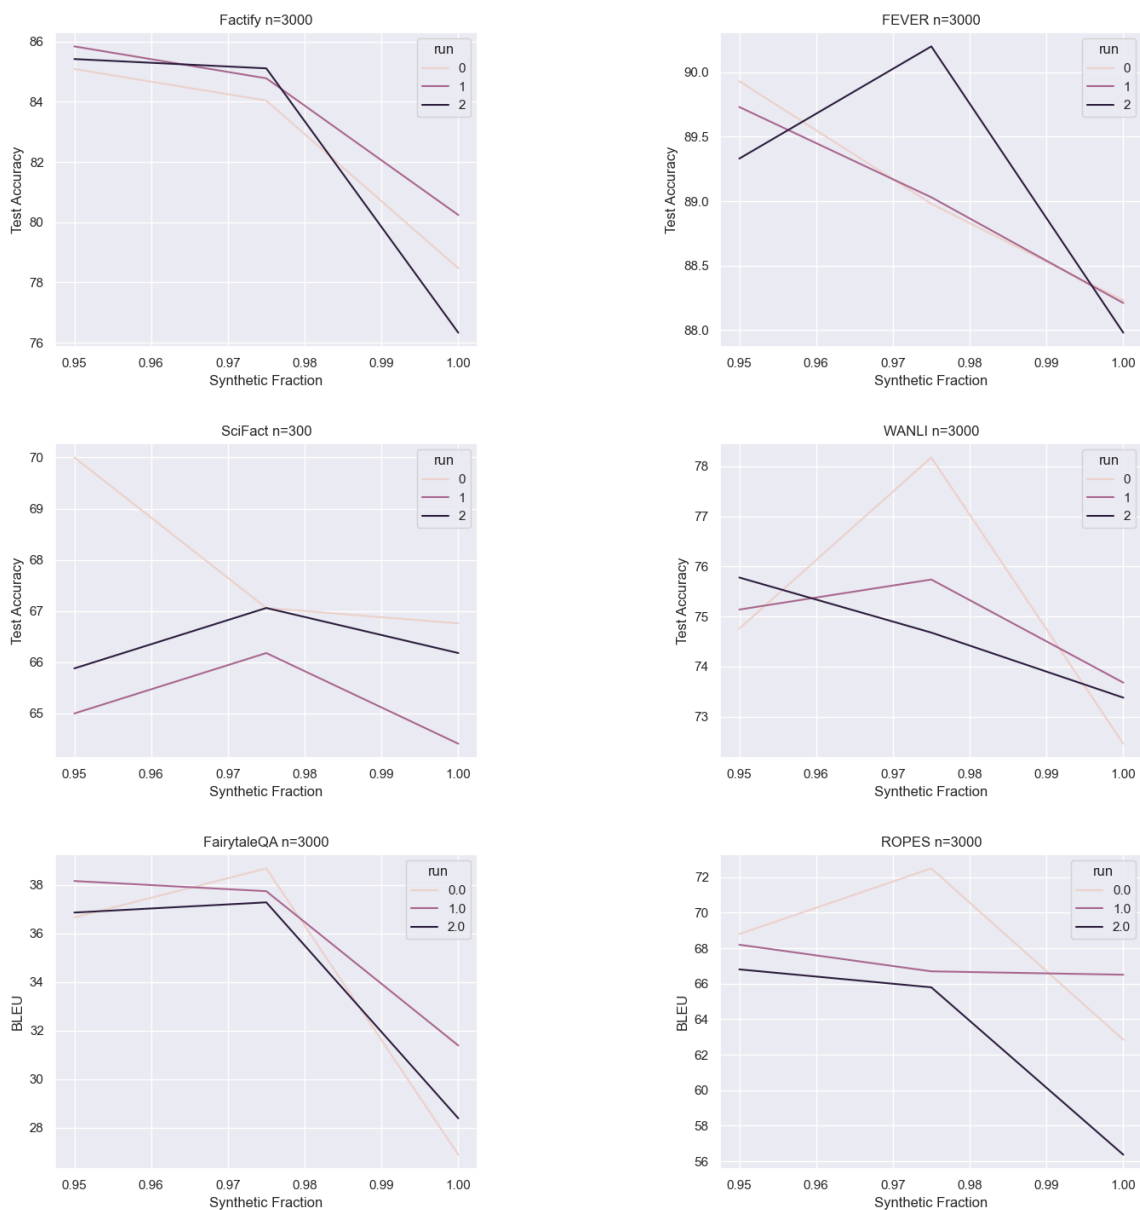 Factify n=3000
Test Accuracy
86
84
82
80
78
76
run
0
1
2
0.95 0.96 0.97 0.98 0.99 1.00
Synthetic Fraction
FEVER n=3000
Test Accuracy
90.0
89.5
89.0
88.5
88.0
run
0
1
2
0.95 0.96 0.97 0.98 0.99 1.00
Synthetic Fraction
SciFact n=300
Test Accuracy
70
69
68
67
66
65
run
0
1
2
0.95 0.96 0.97 0.98 0.99 1.00
Synthetic Fraction
WANLI n=3000
Test Accuracy
78
77
76
75
74
73
run
0
1
2
0.95 0.96 0.97 0.98 0.99 1.00
Synthetic Fraction
FairytaleQA n=3000
BLEU
38
36
34
32
30
28
run
0.0
1.0
2.0
0.95 0.96 0.97 0.98 0.99 1.00
Synthetic Fraction
ROPES n=3000
BLEU
72
70
68
66
64
62
60
58
56
run
0.0
1.0
2.0
0.95 0.96 0.97 0.98 0.99 1.00
Synthetic Fraction